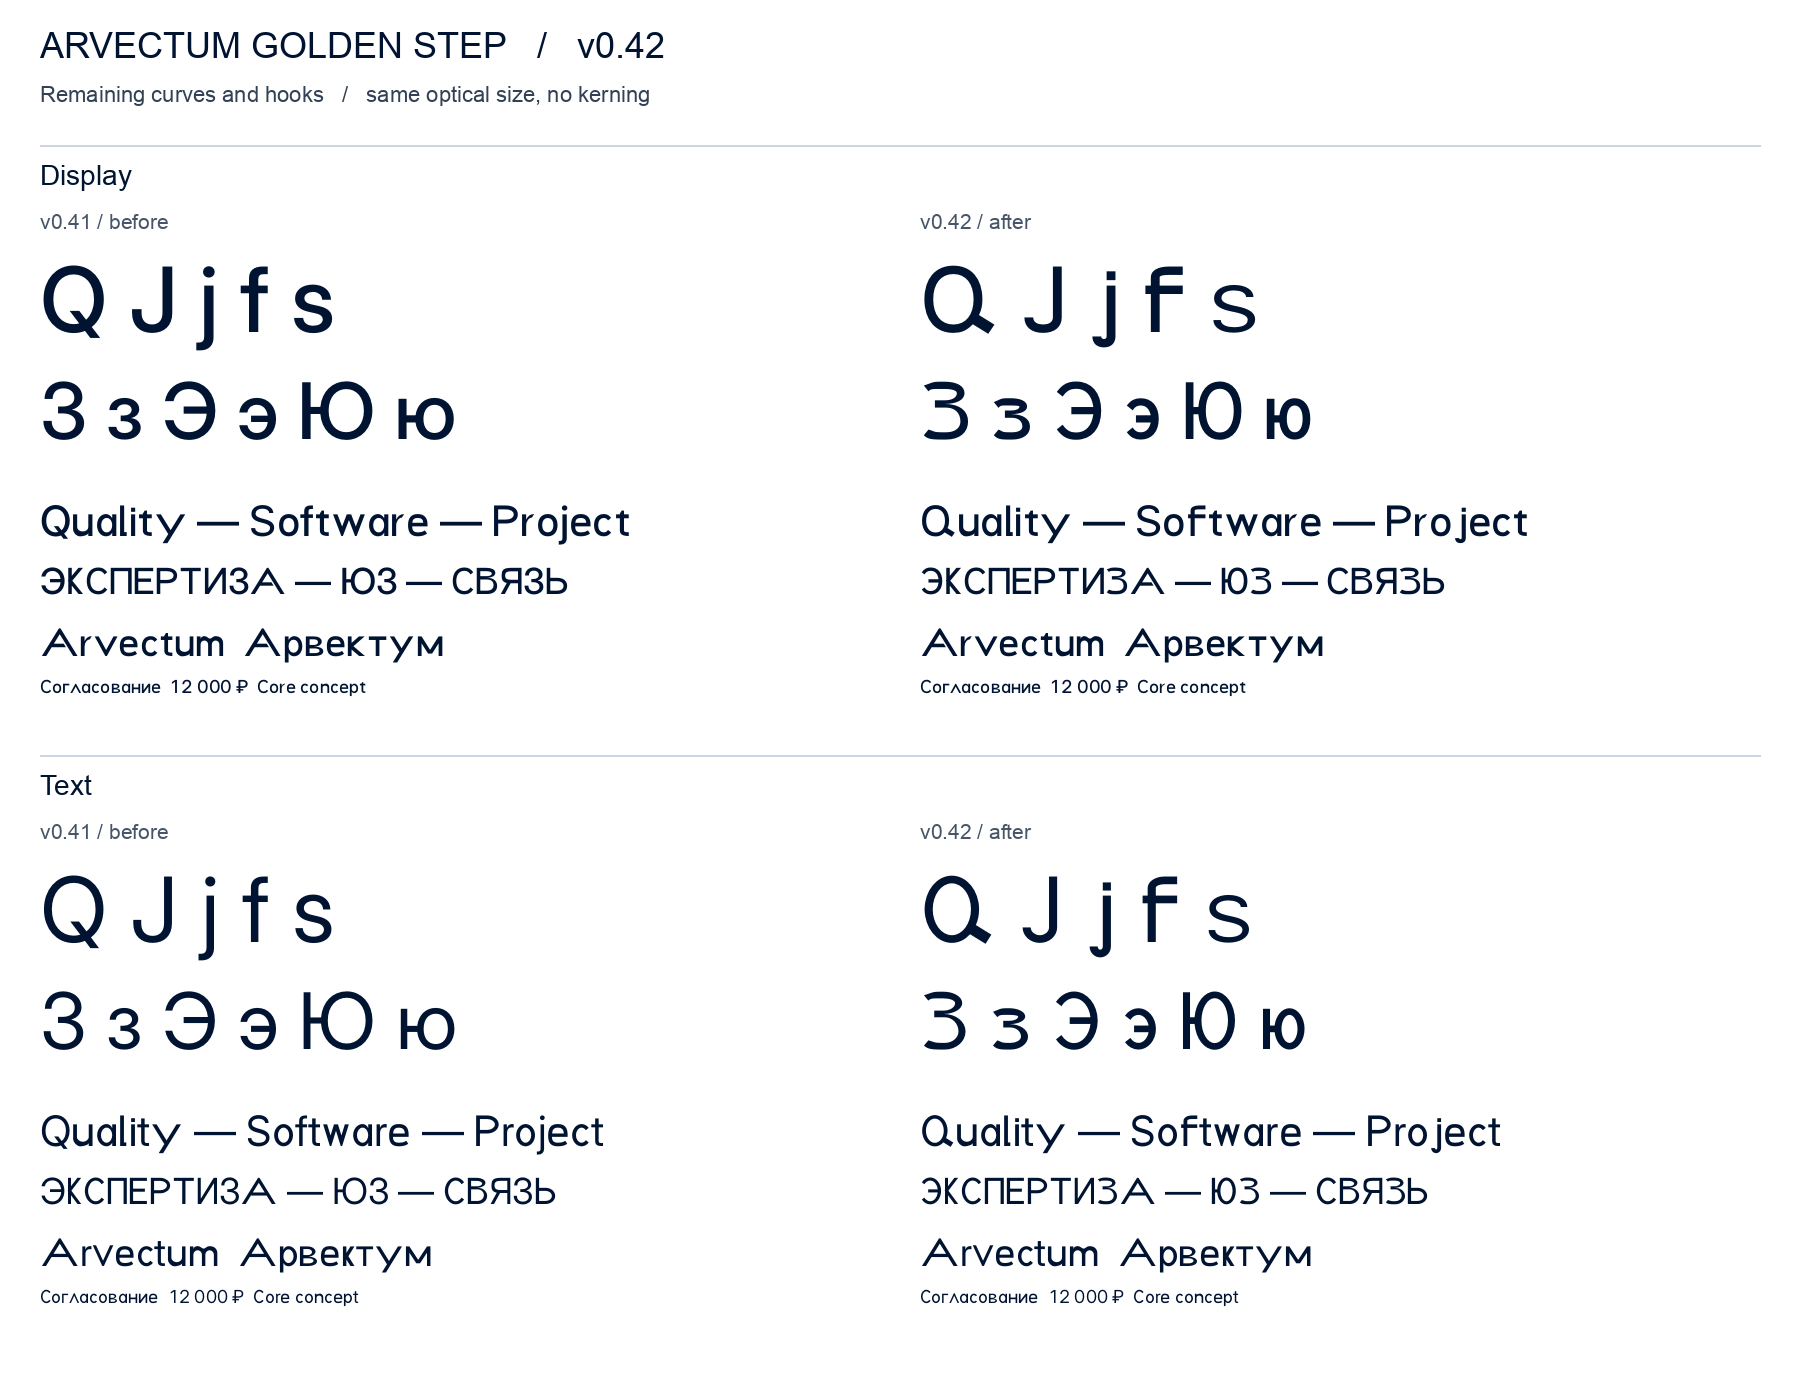 ARVECTUM GOLDEN STEP / v0.42
Remaining curves and hooks / same optical size, no kerning
Display
v0.41 / before
Q J j f s
З з Э э Ю ю
Quality — Software — Project
ЭКСПЕРТИЗА — ЮЗ — СВЯЗЬ
Arvectum Арвектум
Согласование 12 000 ₽ Core concept
v0.42 / after
Q J j f s
З з Э э Ю ю
Quality — Software — Project
ЭКСПЕРТИЗА — ЮЗ — СВЯЗЬ
Arvectum Арвектум
Согласование 12 000 ₽ Core concept
Text
v0.41 / before
Q J j f s
З з Э э Ю ю
Quality — Software — Project
ЭКСПЕРТИЗА — ЮЗ — СВЯЗЬ
Arvectum Арвектум
Согласование 12 000 ₽ Core concept
v0.42 / after
Q J j f s
З з Э э Ю ю
Quality — Software — Project
ЭКСПЕРТИЗА — ЮЗ — СВЯЗЬ
Arvectum Арвектум
Согласование 12 000 ₽ Core concept